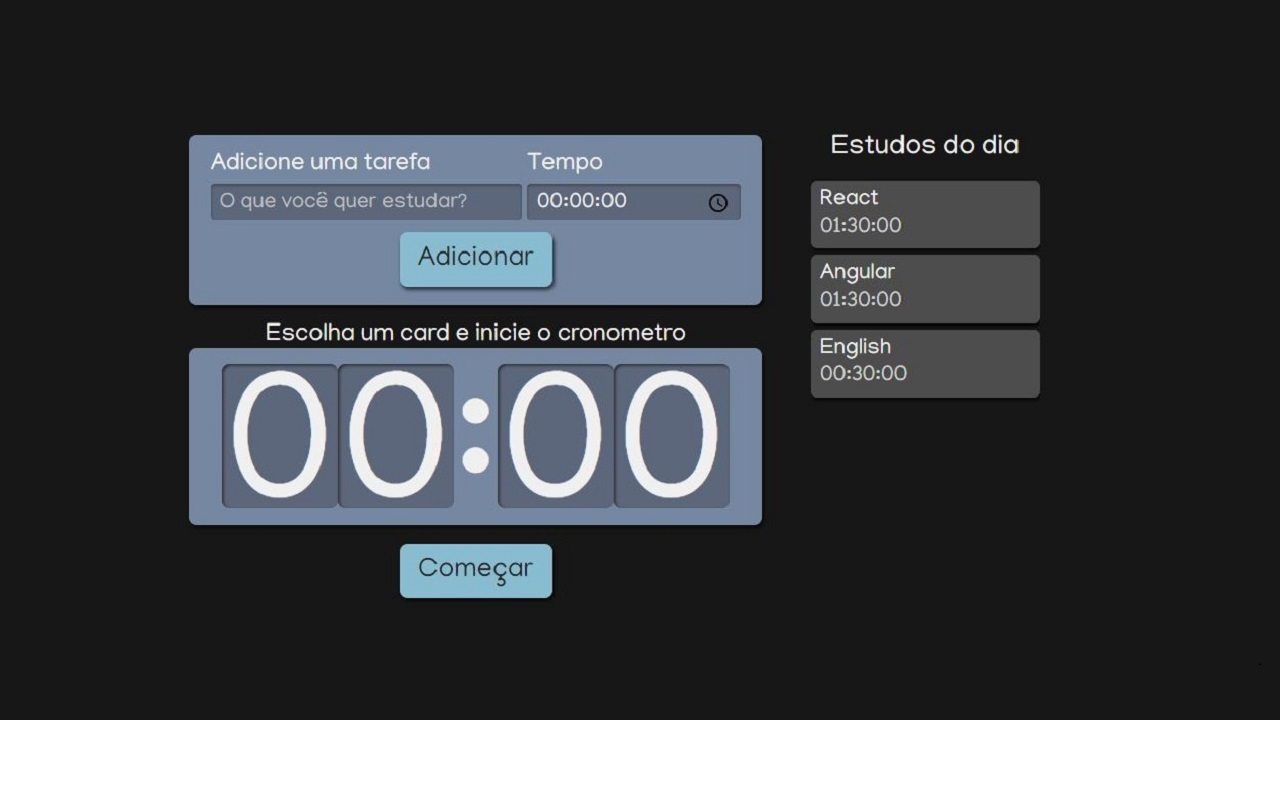 Adicione uma tarefa
Tempo
O que você quer estudar?
00:00:00
Adicionar
Escolha um card e inicie o cronometro
00:00
Começar
Estudos do dia
React
01:30:00
Angular
01:30:00
English
00:30:00